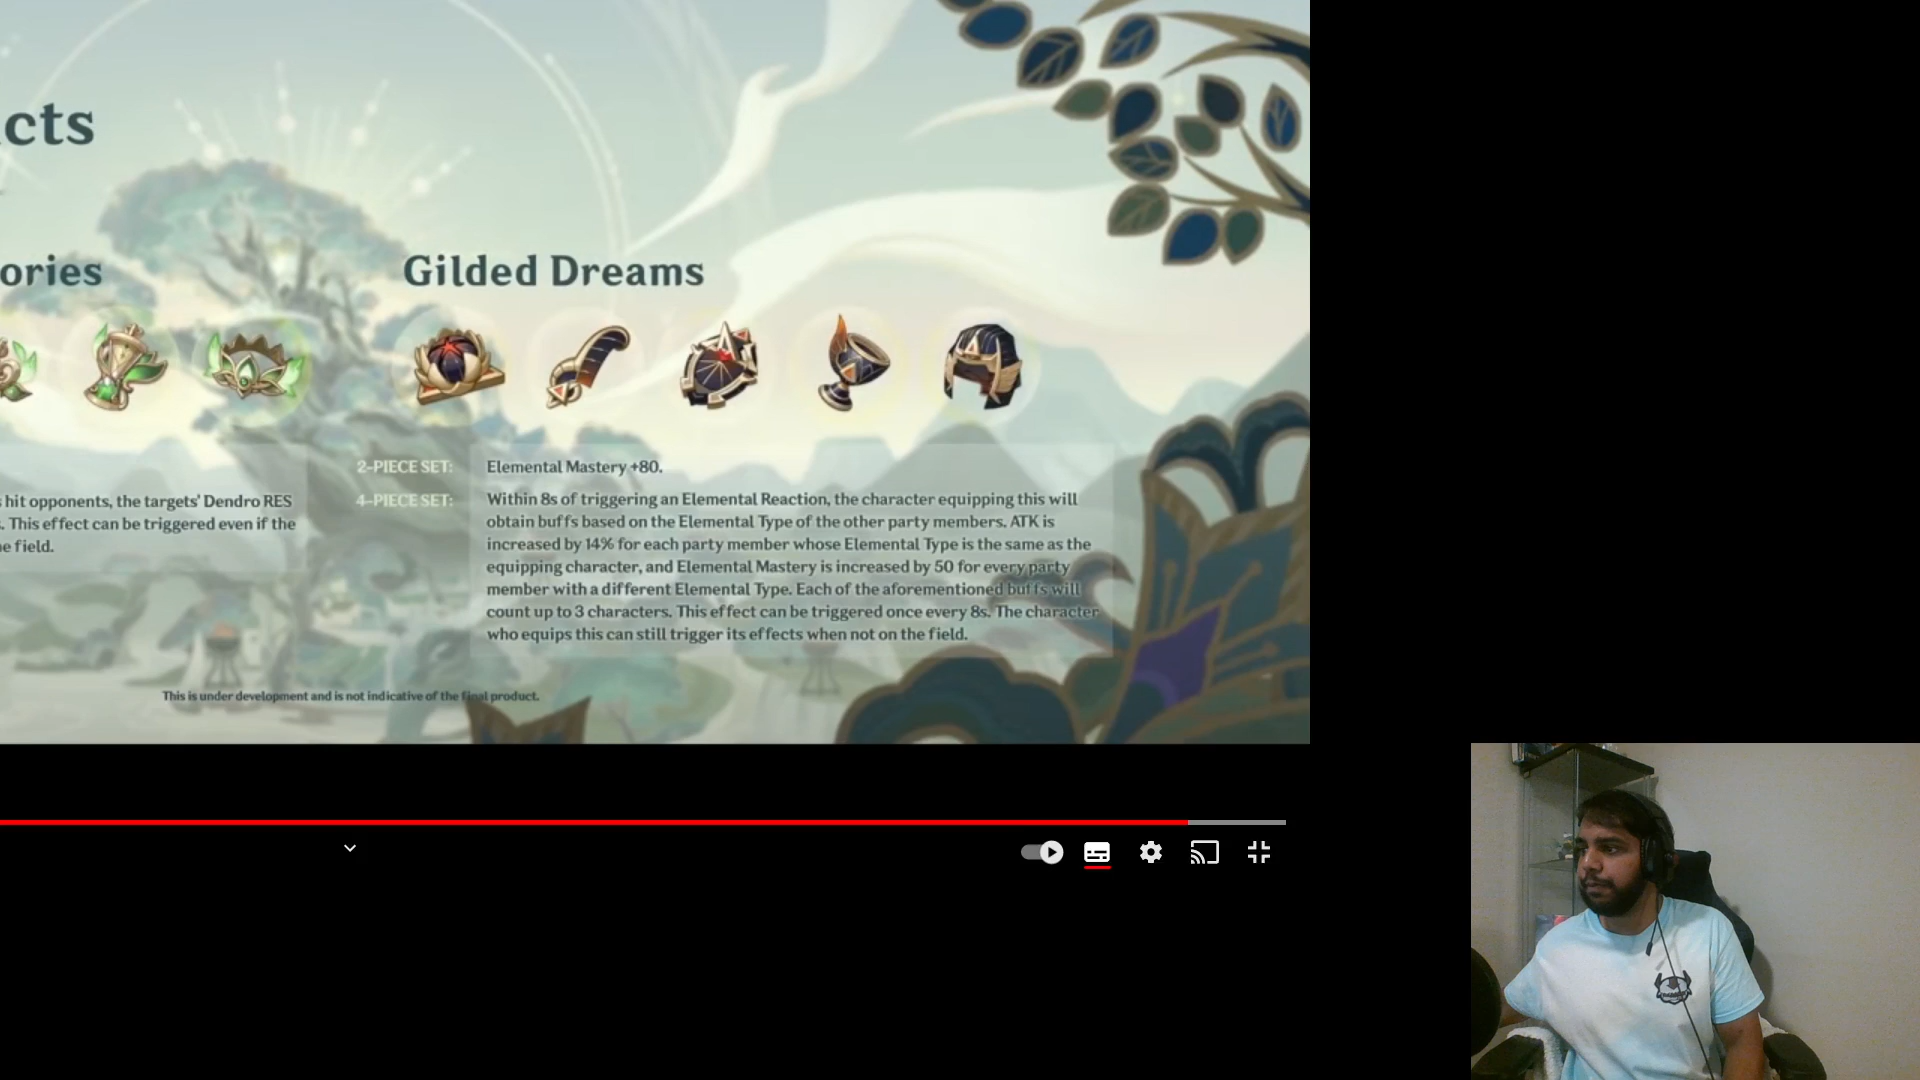 cts
ories
Gilded Dreams
hit opponents, the targets' Dendro RES
. This effect can be triggered even if the
e field.
2-PIECE SET: Elemental Mastery +80.
4-PIECE SET: Within 8s of triggering an Elemental Reaction, the character equipping this will
obtain buffs based on the Elemental Type of the other party members. ATK is
increased by 14% for each party member whose Elemental Type is the same as the
equipping character, and Elemental Mastery is increased by 50 for every party
member with a different Elemental Type. Each of the aforementioned buffs will
count up to 3 characters. This effect can be triggered once every 8s. The character
who equips this can still trigger its effects when not on the field.
This is under development and is not indicative of the final product.